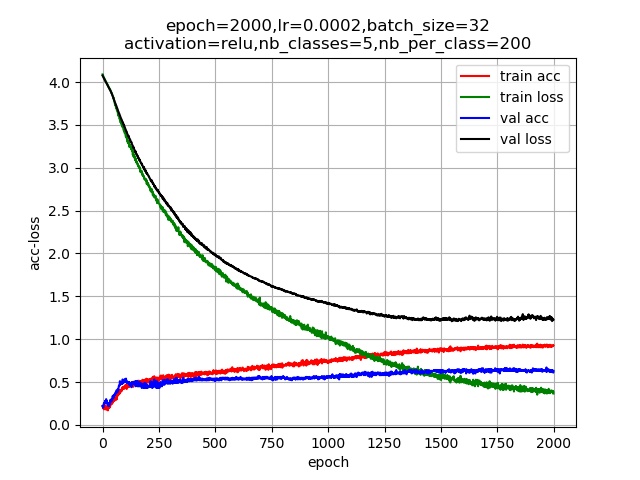 epoch=2000,lr=0.0002,batch_size=32
activation=relu,nb_classes=5,nb_per_class=200
train acc
train loss
val acc
val loss
acc-loss
4.0
3.5
3.0
2.5
2.0
1.5
1.0
0.5
0.0
0 250 500 750 1000 1250 1500 1750 2000
epoch